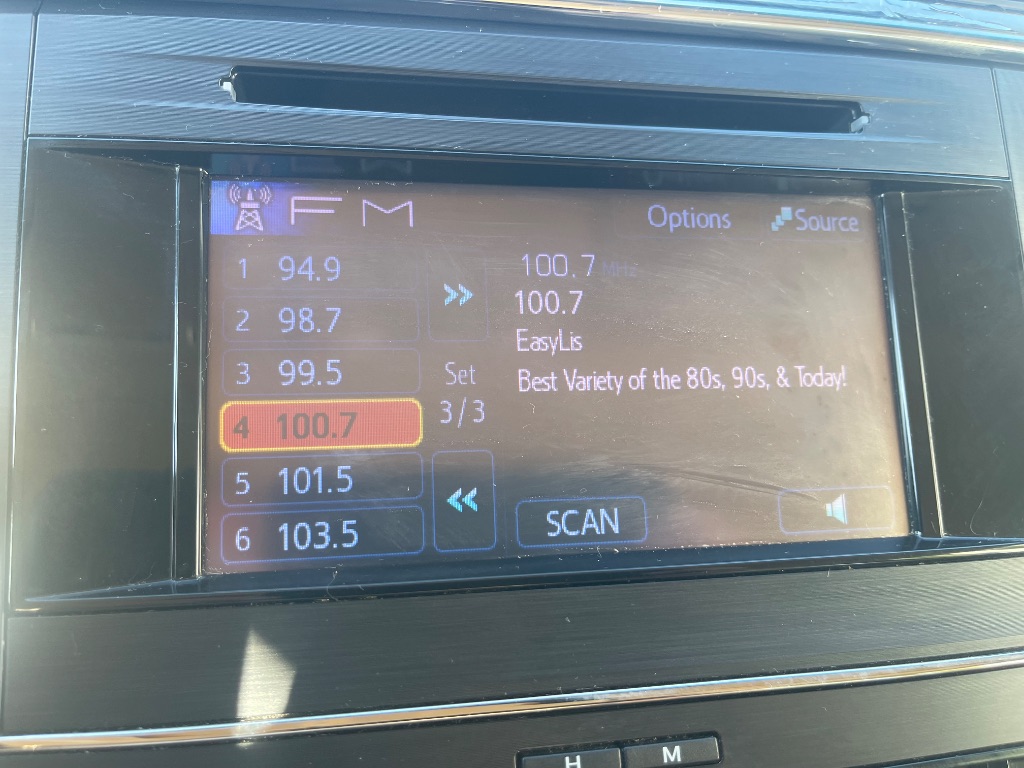 FM
Options
Source
1 94.9
2 98.7
3 99.5
4 100.7
5 101.5
6 103.5
Set
3/3
100.7 MHz
100.7
EasyLis
Best Variety of the 80s, 90s, & Today!
SCAN
H
M